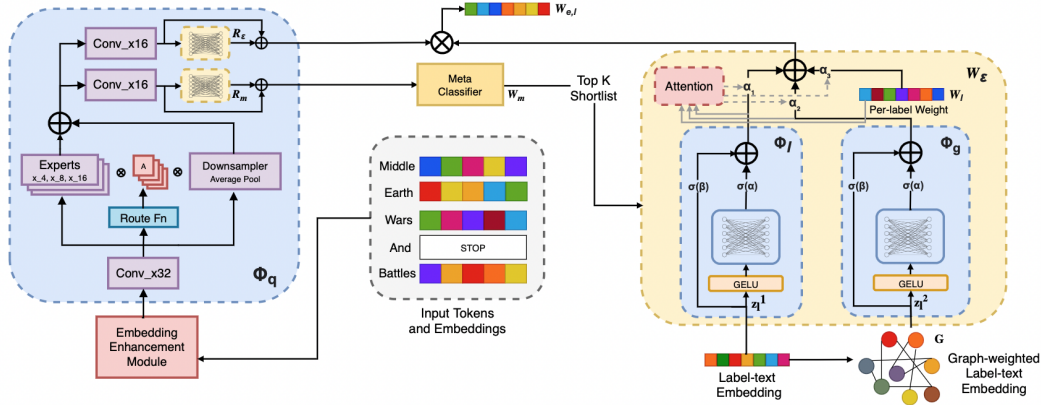 W_e,l
Conv_x16
R_ε
Conv_x16
R_m
Meta
Classifier
W_m
Top K
Shortlist
Experts
x_4, x_8, x_16
A
Downsampler
Average Pool
Route Fn
Conv_x32
Φ_q
Embedding
Enhancement
Module
Middle
Earth
Wars
And
STOP
Battles
Input Tokens
and Embeddings
W_ε
Attention
α_1
α_2
α_3
W_l
Per-label Weight
Φ_l
σ(β)
σ(α)
GELU
z_l^1
Φ_g
σ(β)
σ(α)
GELU
z_l^2
Label-text
Embedding
G
Graph-weighted
Label-text
Embedding